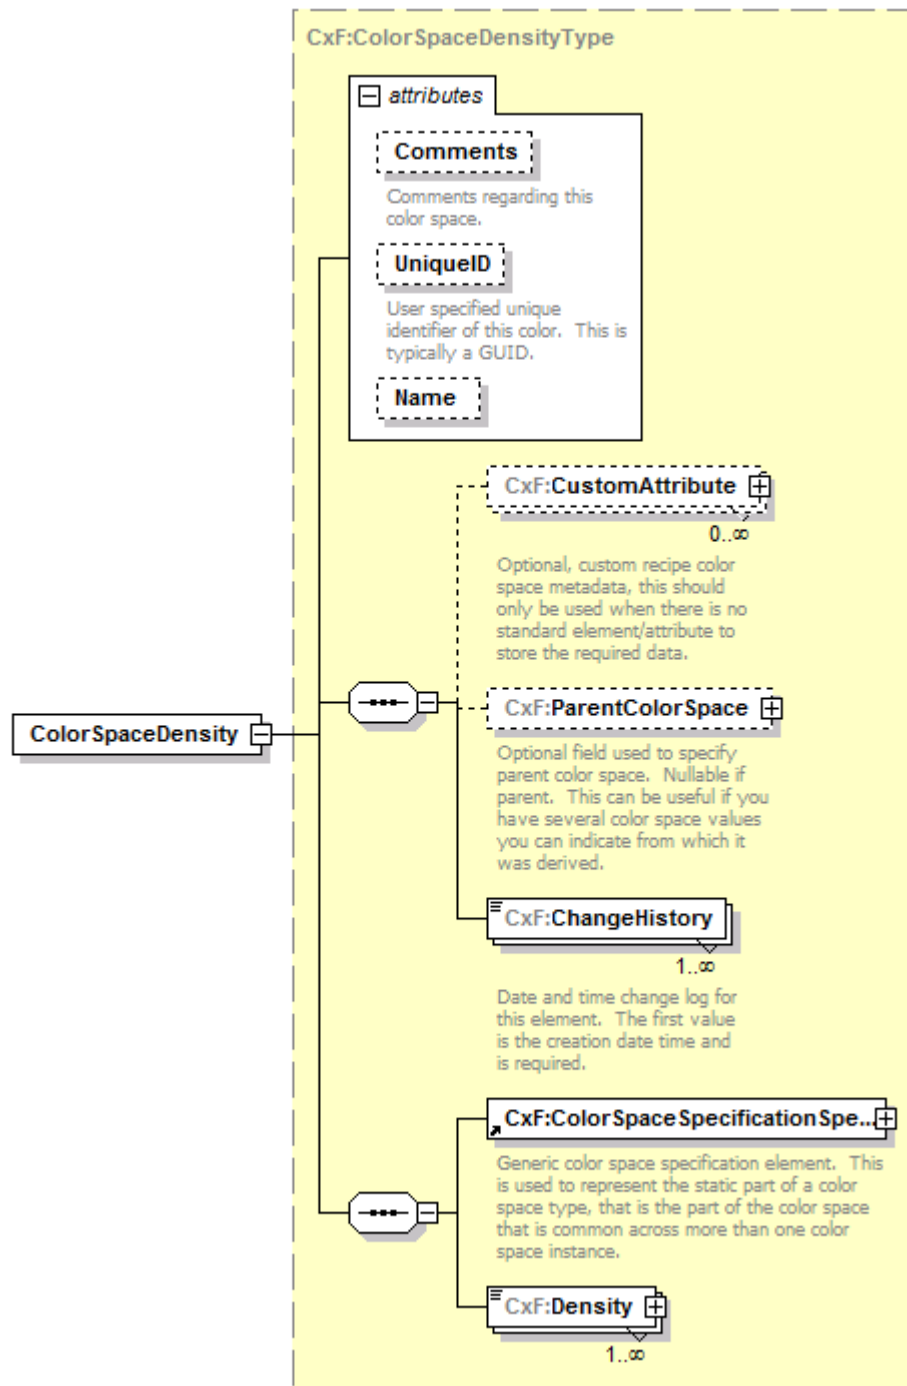 CxF:ColorSpaceDensityType
attributes
Comments
Comments regarding this
color space.
UniqueID
User specified unique
identifier of this color.  This is
typically a GUID.
Name
CxF:CustomAttribute
0..∞
Optional, custom recipe color
space metadata, this should
only be used when there is no
standard element/attribute to
store the required data.
CxF:ParentColorSpace
ColorSpaceDensity
Optional field used to specify
parent color space.  Nullable if
parent.  This can be useful if you
have several color space values
you can indicate from which it
was derived.
CxF:ChangeHistory
1..∞
Date and time change log for
this element.  The first value
is the creation date time and
is required.
CxF:ColorSpaceSpecificationSpe...
Generic color space specification element.  This
is used to represent the static part of a color
space type, that is the part of the color space
that is common across more than one color
space instance.
CxF:Density
1..∞